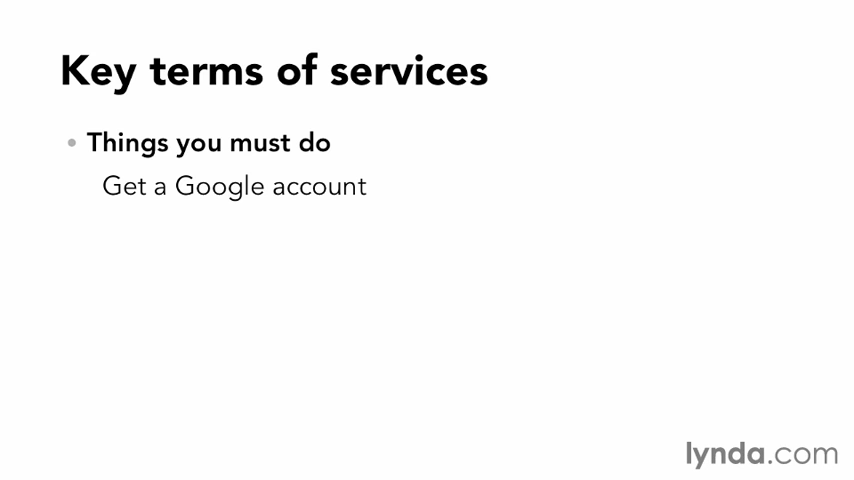 Key terms of services
• Things you must do
Get a Google account
lynda.com